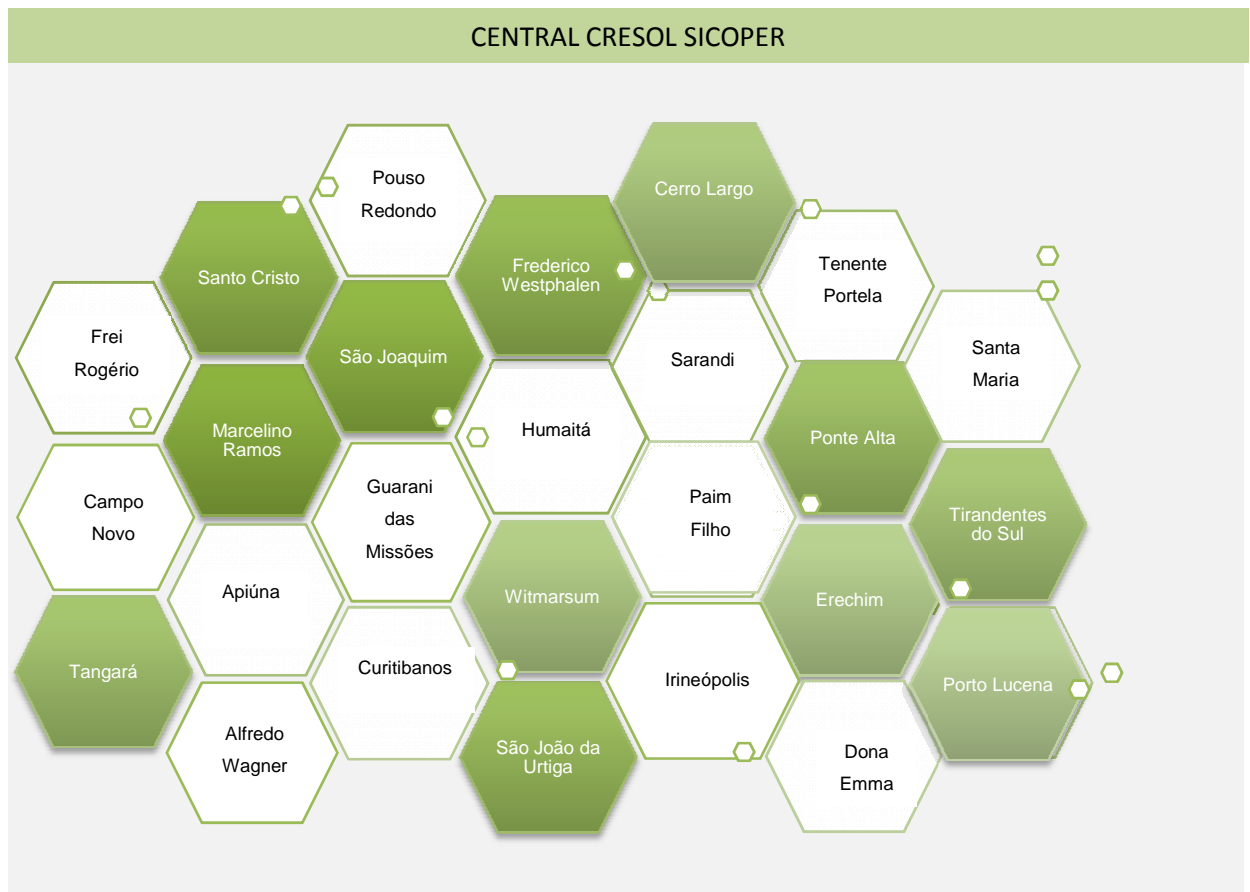 CENTRAL CRESOL SICOPER
Pouso
Redondo
Cerro Largo
Santo Cristo
Frederico
Westphalen
Tenente
Portela
Frei
Rogério
São Joaquim
Sarandi
Santa
Maria
Marcelino
Ramos
Humaitá
Ponte Alta
Campo
Novo
Guarani
das
Missões
Paim
Filho
Tirandentes
do Sul
Apiúna
Witmarsum
Erechim
Tangará
Curitibanos
Irineópolis
Porto Lucena
Alfredo
Wagner
São João da
Urtiga
Dona
Emma